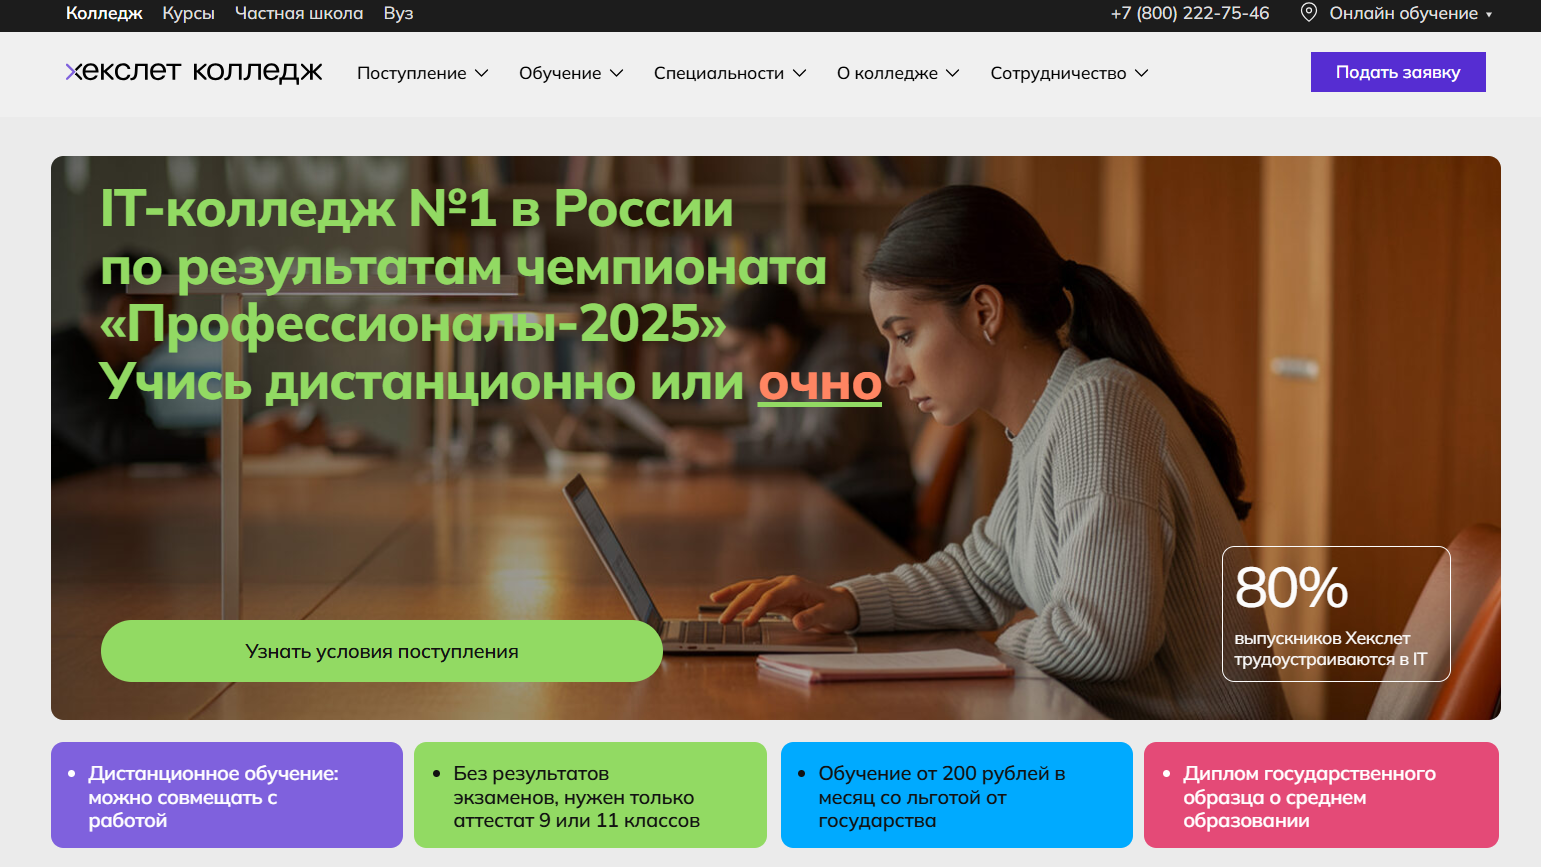 Колледж Курсы Частная школа Вуз +7 (800) 222-75-46 Онлайн обучение
хекслет колледж Поступление Обучение Специальности О колледже Сотрудничество Подать заявку
IT-колледж №1 в России
по результатам чемпионата
«Профессионалы-2025»
Учись дистанционно или очно
Узнать условия поступления
80%
выпускников Хекслет
трудоустраиваются в IT
Дистанционное обучение:
можно совмещать с
работой
Без результатов
экзаменов, нужен только
аттестат 9 или 11 классов
Обучение от 200 рублей в
месяц со льготой от
государства
Диплом государственного
образца о среднем
образовании